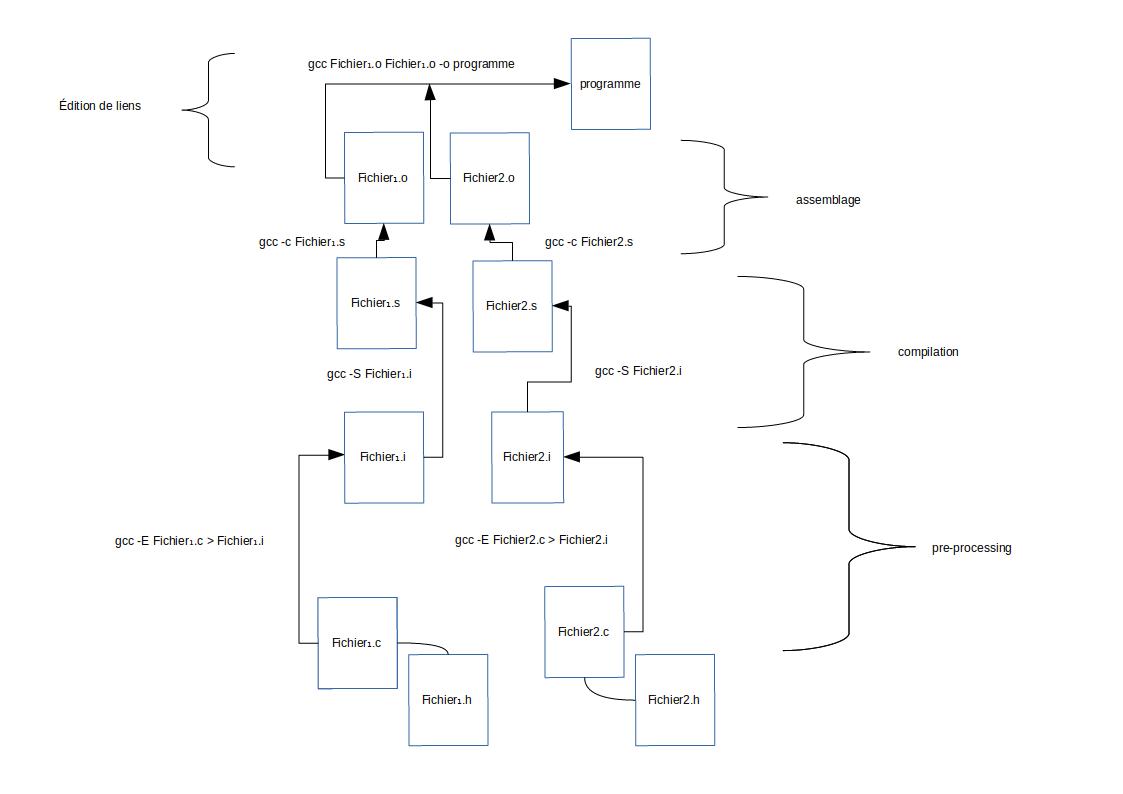 gcc Fichier₁.o Fichier₁.o -o programme
programme
Édition de liens
Fichier₁.o
Fichier2.o
assemblage
gcc -c Fichier₁.s
gcc -c Fichier2.s
Fichier₁.s
Fichier2.s
compilation
gcc -S Fichier₁.i
gcc -S Fichier2.i
Fichier₁.i
Fichier2.i
gcc -E Fichier₁.c > Fichier₁.i
gcc -E Fichier2.c > Fichier2.i
pre-processing
Fichier₁.c
Fichier2.c
Fichier₁.h
Fichier2.h